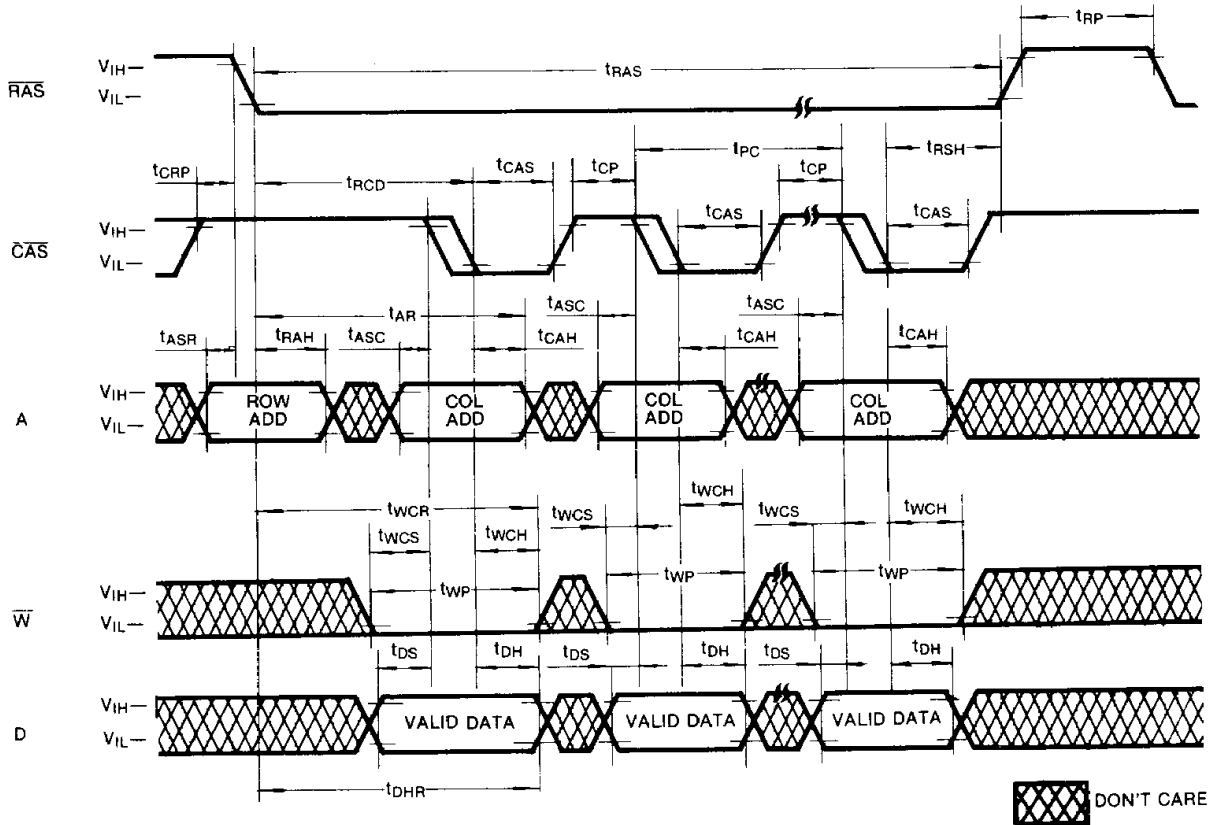 tRP
VIH
tRAS
RAS
VIL
tPC
tRSH
tCRP
tCAS
tCP
tCP
tRCD
tCAS
tCAS
VIH
CAS
VIL
tAR
tASC
tASC
tASR
tRAH
tASC
tCAH
tCAH
tCAH
VIH
A
VIL
ROW ADD
COL ADD
COL ADD
COL ADD
tWCH
tWCR
tWCS
tWCS
tWCH
tWCS
tWCH
tWP
tWP
tWP
VIH
W
VIL
tDS
tDH
tDS
tDH
tDS
tDH
VIH
D
VIL
VALID DATA
VALID DATA
VALID DATA
tDHR
DON'T CARE